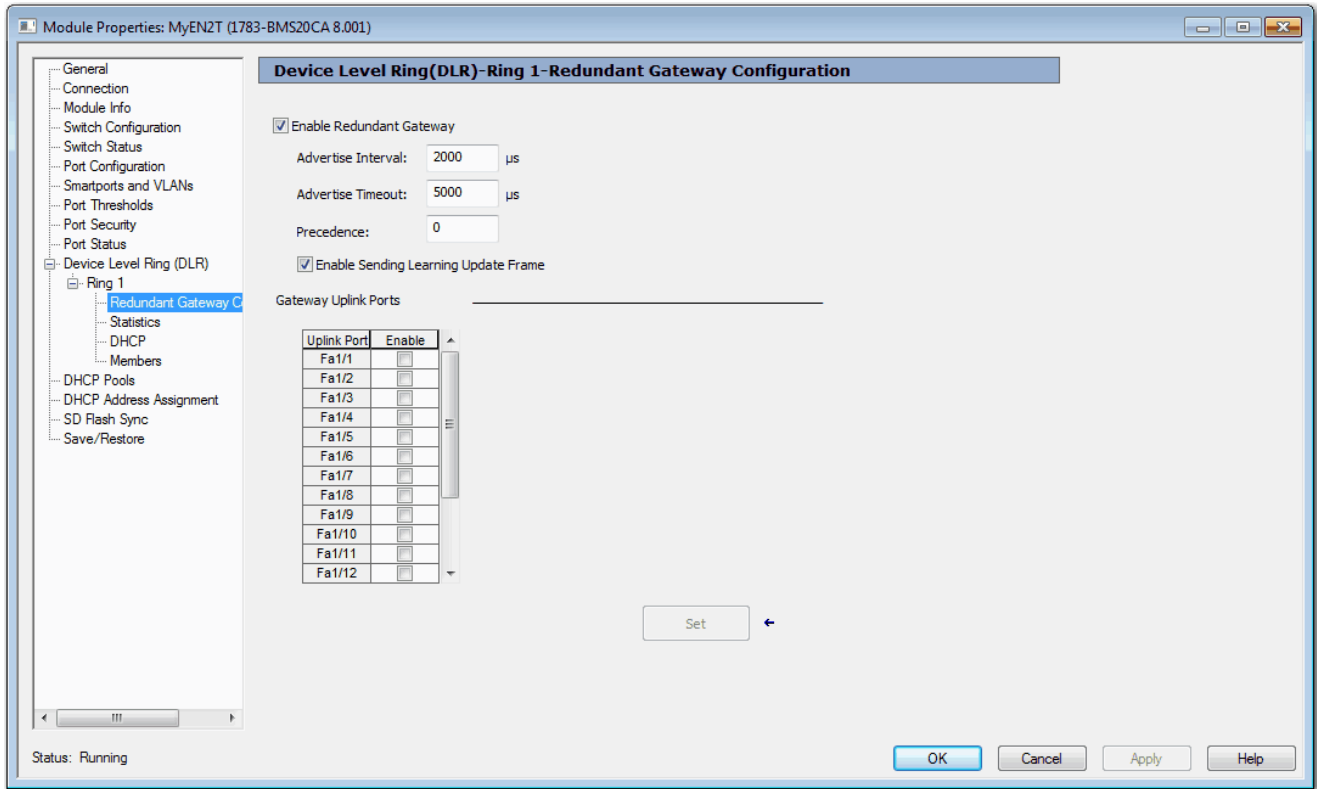 Module Properties: MyEN2T (1783-BMS20CA 8.001)
General
Connection
Module Info
Switch Configuration
Switch Status
Port Configuration
Smartports and VLANs
Port Thresholds
Port Security
Port Status
Device Level Ring (DLR)
Ring 1
Redundant Gateway C
Statistics
DHCP
Members
DHCP Pools
DHCP Address Assignment
SD Flash Sync
Save/Restore
Device Level Ring(DLR)-Ring 1-Redundant Gateway Configuration
Enable Redundant Gateway
Advertise Interval: 2000 µs
Advertise Timeout: 5000 µs
Precedence: 0
Enable Sending Learning Update Frame
Gateway Uplink Ports
Uplink Port Enable
Fa1/1
Fa1/2
Fa1/3
Fa1/4
Fa1/5
Fa1/6
Fa1/7
Fa1/8
Fa1/9
Fa1/10
Fa1/11
Fa1/12
Set
Status: Running
OK Cancel Apply Help